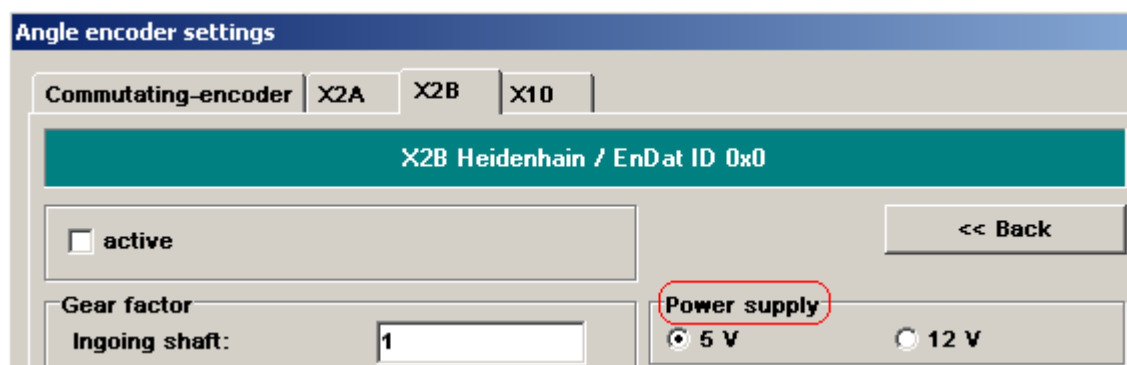 Angle encoder settings
Commutating-encoder X2A X2B X10
X2B Heidenhain / EnDat ID 0x0
active
<< Back
Gear factor
Power supply
Ingoing shaft: 1
5 V 12 V